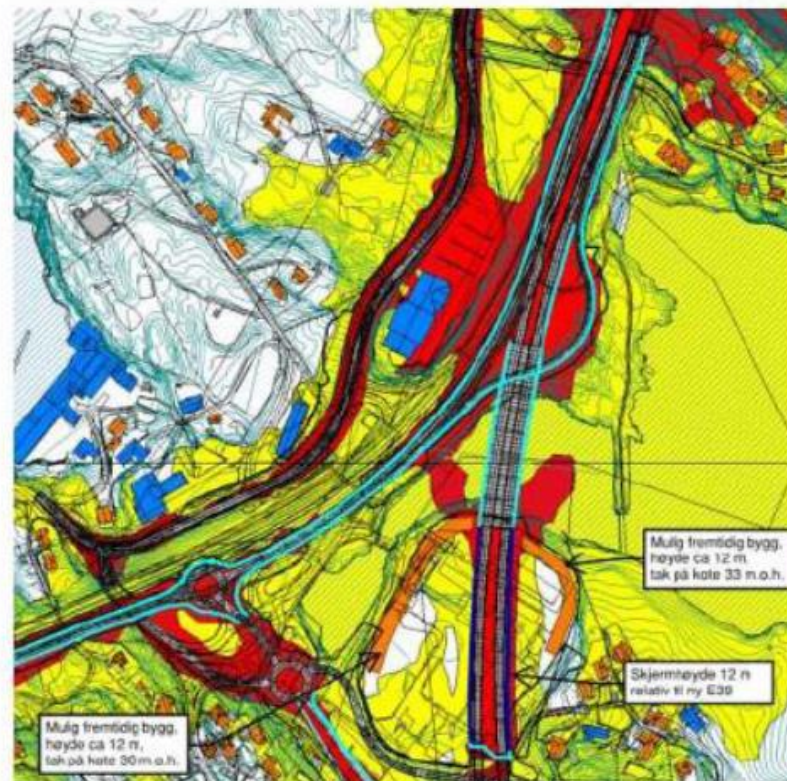 Mulig fremtidig bygg,
høyde ca 12 m,
tak på kote 33 m.o.h.
Skjermhøyde 12 m
relativ til ny E39
Mulig fremtidig bygg,
høyde ca 12 m,
tak på kote 30 m.o.h.